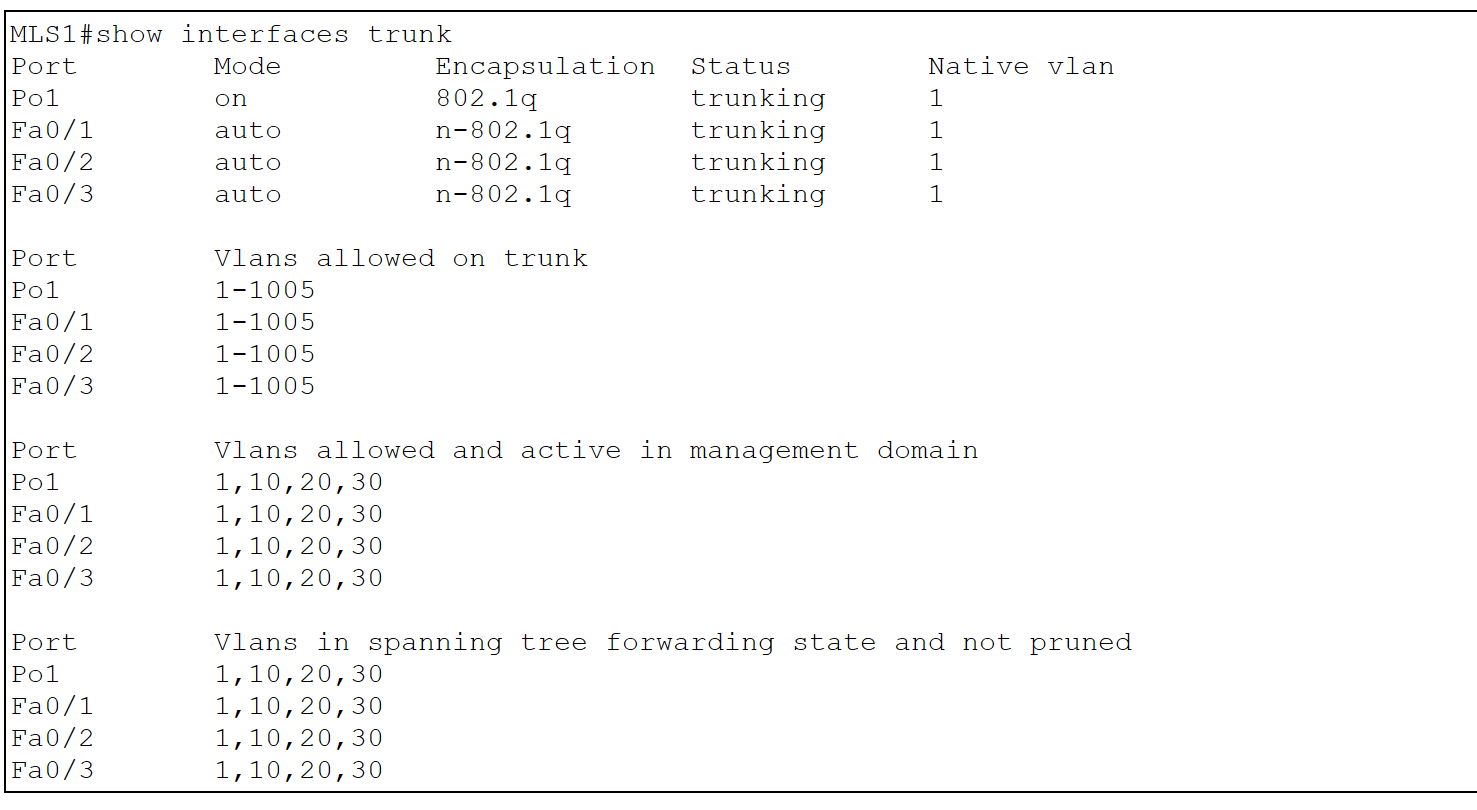 MLS1#show interfaces trunk
Port Mode Encapsulation Status Native vlan
Po1 on 802.1q trunking 1
Fa0/1 auto n-802.1q trunking 1
Fa0/2 auto n-802.1q trunking 1
Fa0/3 auto n-802.1q trunking 1
Port Vlans allowed on trunk
Po1 1-1005
Fa0/1 1-1005
Fa0/2 1-1005
Fa0/3 1-1005
Port Vlans allowed and active in management domain
Po1 1,10,20,30
Fa0/1 1,10,20,30
Fa0/2 1,10,20,30
Fa0/3 1,10,20,30
Port Vlans in spanning tree forwarding state and not pruned
Po1 1,10,20,30
Fa0/1 1,10,20,30
Fa0/2 1,10,20,30
Fa0/3 1,10,20,30